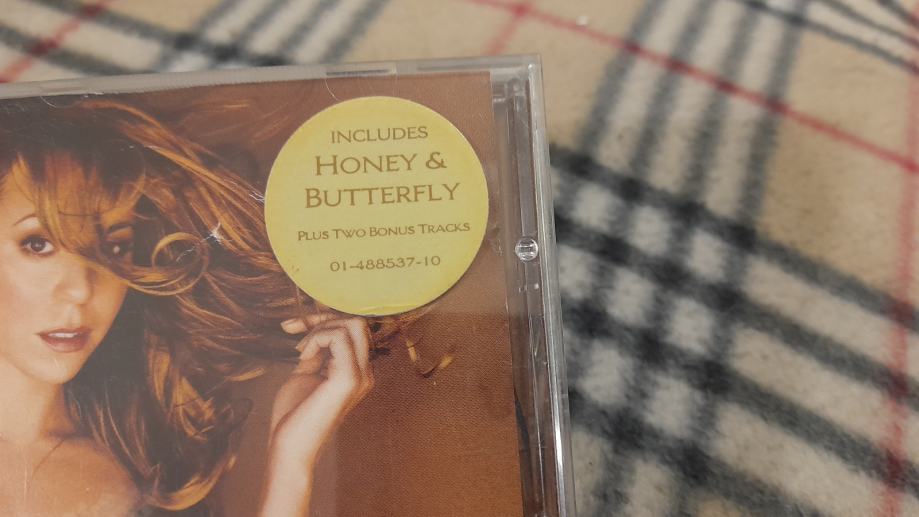 INCLUDES
HONEY &
BUTTERFLY
PLUS TWO BONUS TRACKS
01-488537-10